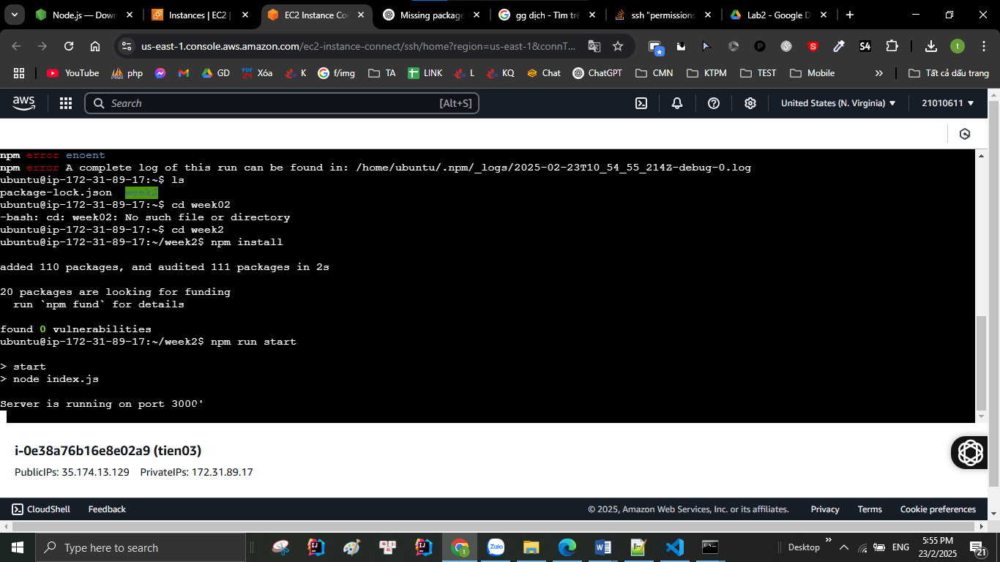 Node.js — Dow
Instances | EC2 |
EC2 Instance Co
Missing package
gg dịch - Tìm trê
ssh "permissions
Lab2 - Google D
us-east-1.console.aws.amazon.com/ec2-instance-connect/ssh/home?region=us-east-1&connT...
YouTube php GD Xóa K f/img TA LINK L KQ Chat ChatGPT CMN KTPM TEST Mobile » Tất cả dấu trang
aws Search [Alt+S] United States (N. Virginia) 21010611
npm error enoent
npm error A complete log of this run can be found in: /home/ubuntu/.npm/_logs/2025-02-23T10_54_55_214Z-debug-0.log
ubuntu@ip-172-31-89-17:~$ ls
package-lock.json week2
ubuntu@ip-172-31-89-17:~$ cd week02
-bash: cd: week02: No such file or directory
ubuntu@ip-172-31-89-17:~$ cd week2
ubuntu@ip-172-31-89-17:~/week2$ npm install
added 110 packages, and audited 111 packages in 2s
20 packages are looking for funding
run `npm fund` for details
found 0 vulnerabilities
ubuntu@ip-172-31-89-17:~/week2$ npm run start
> start
> node index.js
Server is running on port 3000'
i-0e38a76b16e8e02a9 (tien03)
PublicIPs: 35.174.13.129 PrivateIPs: 172.31.89.17
CloudShell Feedback © 2025, Amazon Web Services, Inc. or its affiliates. Privacy Terms Cookie preferences
Type here to search Zalo Desktop » ENG 5:55 PM
23/2/2025 21